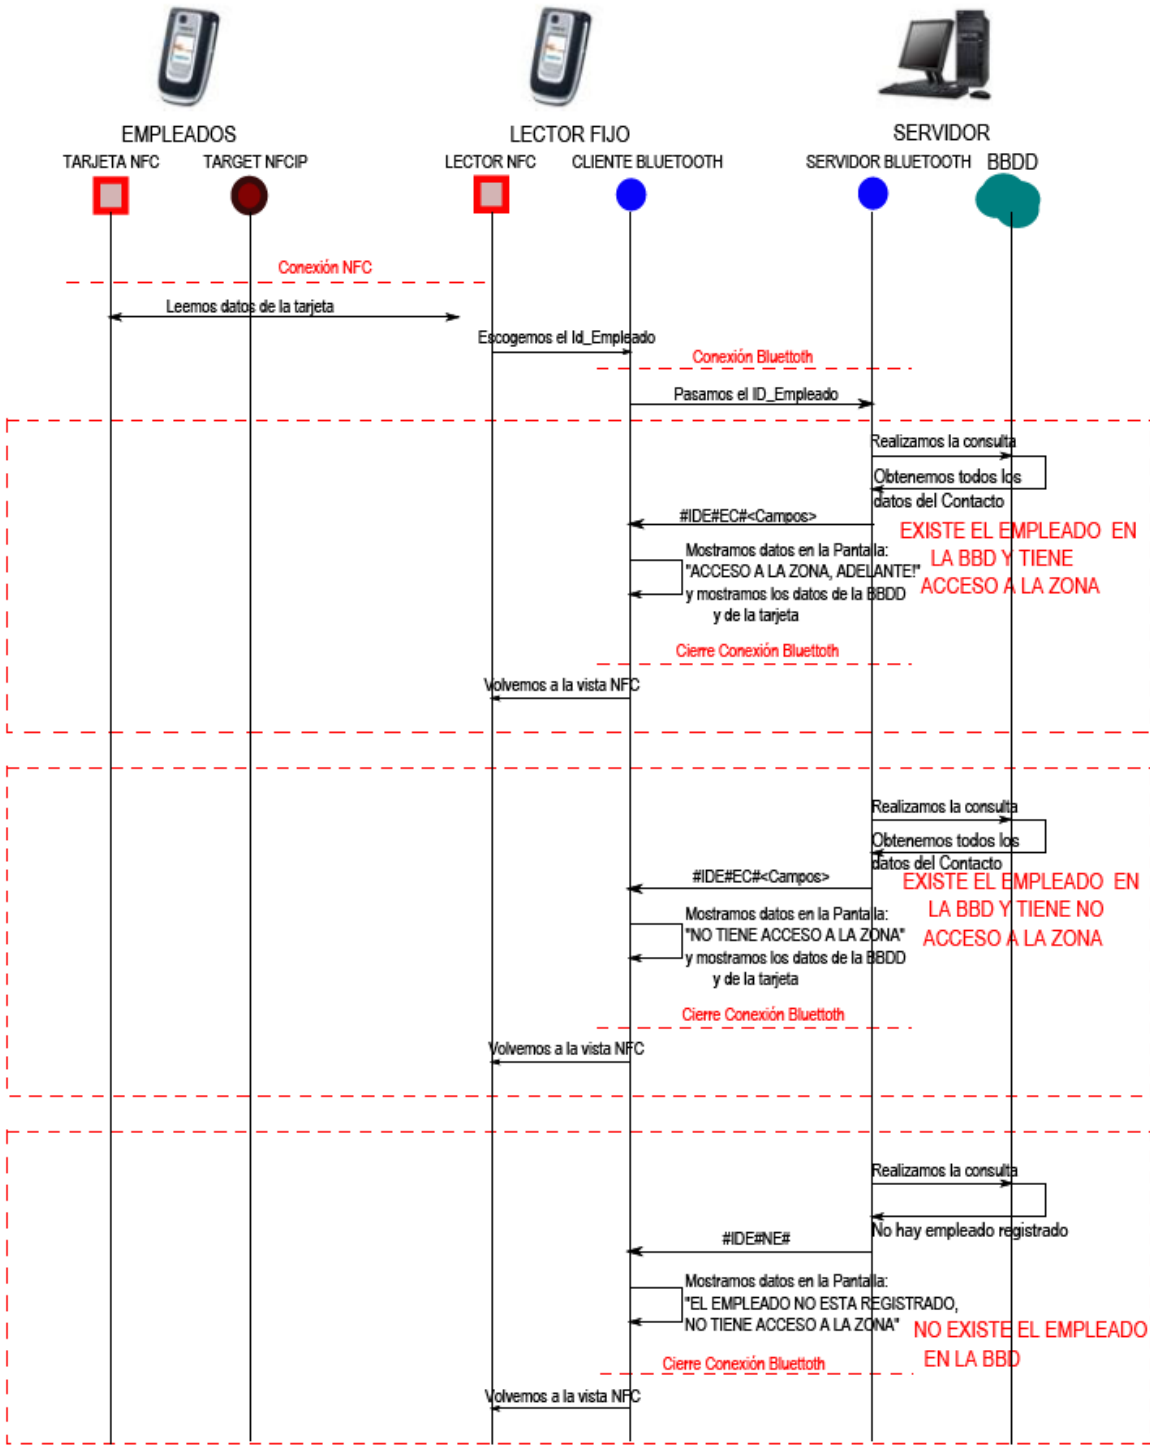 EMPLEADOS
LECTOR FIJO
SERVIDOR
TARJETA NFC
TARGET NFCIP
LECTOR NFC
CLIENTE BLUETOOTH
SERVIDOR BLUETOOTH
BBDD
Conexión NFC
Leemos datos de la tarjeta
Escogemos el Id_Empleado
Conexión Bluettoth
Pasamos el ID_Empleado
Realizamos la consulta
Obtenemos todos los
datos del Contacto
#IDE#EC#<Campos>
EXISTE EL EMPLEADO EN
LA BBD Y TIENE
ACCESO A LA ZONA
Mostramos datos en la Pantalla:
"ACCESO A LA ZONA, ADELANTE!"
y mostramos los datos de la BBDD
y de la tarjeta
Cierre Conexión Bluettoth
Volvemos a la vista NFC
Realizamos la consulta
Obtenemos todos los
datos del Contacto
#IDE#EC#<Campos>
EXISTE EL EMPLEADO EN
LA BBD Y TIENE NO
ACCESO A LA ZONA
Mostramos datos en la Pantalla:
"NO TIENE ACCESO A LA ZONA"
y mostramos los datos de la BBDD
y de la tarjeta
Cierre Conexión Bluettoth
Volvemos a la vista NFC
Realizamos la consulta
No hay empleado registrado
#IDE#NE#
Mostramos datos en la Pantalla:
"EL EMPLEADO NO ESTA REGISTRADO,
NO TIENE ACCESO A LA ZONA"
NO EXISTE EL EMPLEADO
EN LA BBD
Cierre Conexión Bluettoth
Volvemos a la vista NFC